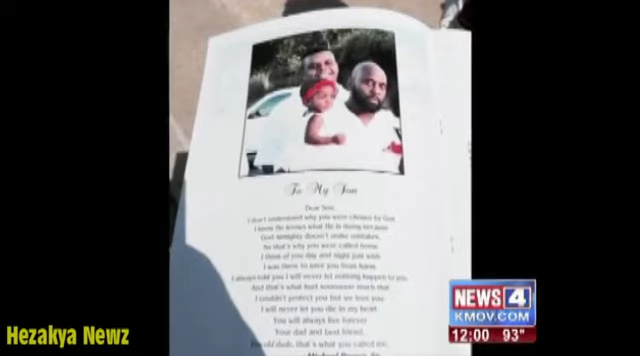 To My Son
Dear Son,
I don't understand why you were chosen by God
I know He knows what He is doing because
God almighty doesn't make mistakes,
So that's why you were called home
I think of you day and night just wish
I was there to save you from harm
I always told you I will never let nothing happen to you
And that's what hurt so much that
I couldn't protect you but we love you
I will never let you die in my heart
You will always live forever
Your dad and best friend,
that's what you called me.
NEWS 4
KMOV.COM
12:00 93°
Hezakya Newz